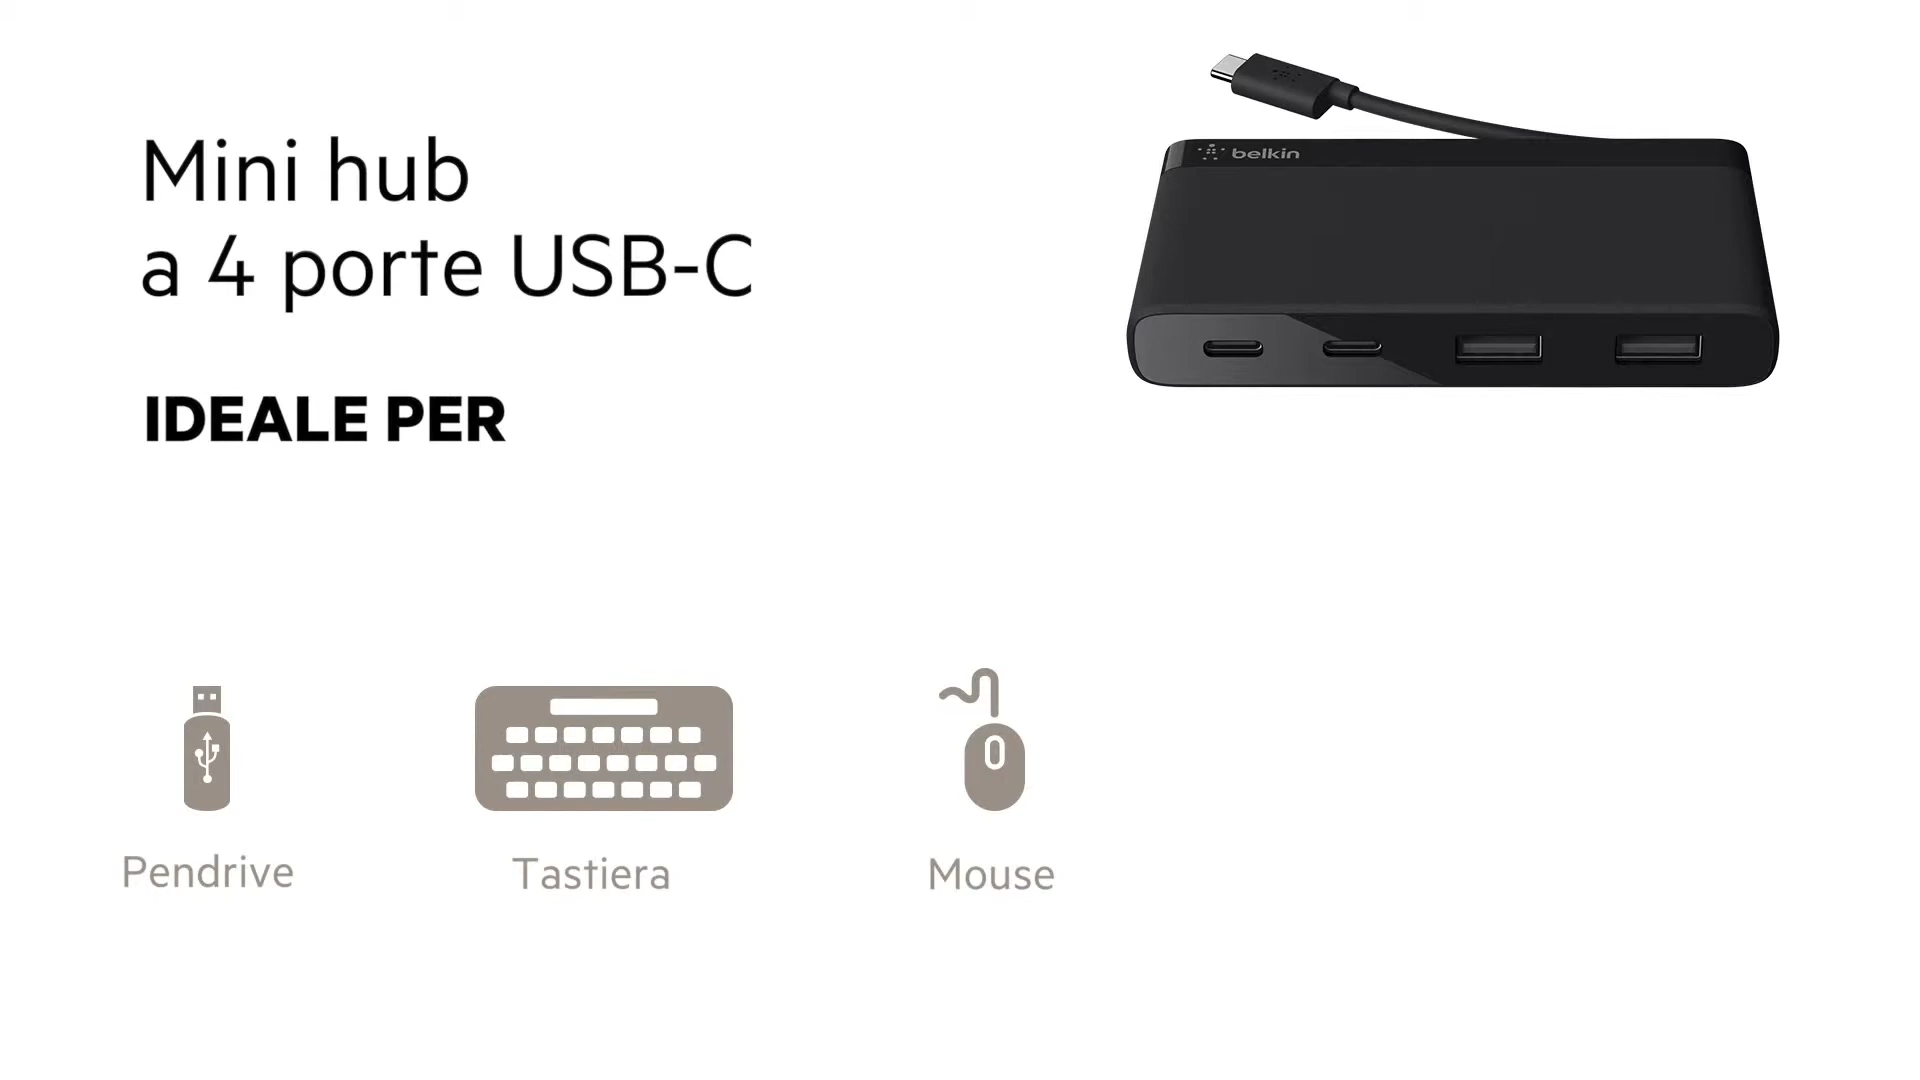 Mini hub
a 4 porte USB-C
belkin
IDEALE PER
Pendrive
Tastiera
Mouse